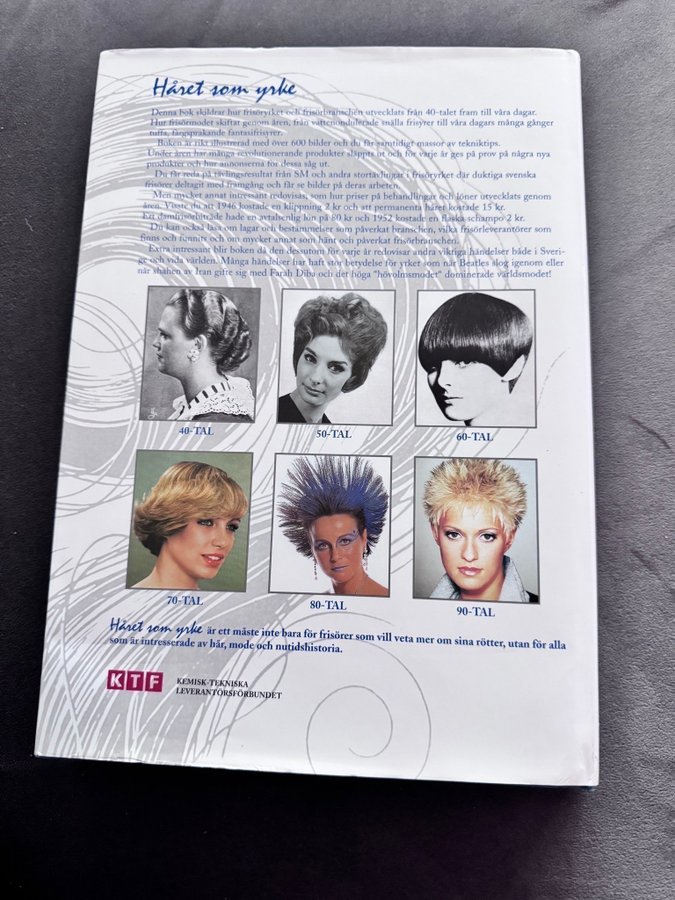 Håret som yrke
Denna bok skildrar hur frisöryrket och frisörbranschen utvecklats från 40-talet fram till våra dagar.
Hur frisörmodet skiftat genom åren, från vattenondulerade snälla frisyrer till våra dagars många gånger
tuffa, färgsprakande fantasifrisyrer.
Boken är rikt illustrerad med över 600 bilder och du får samtidigt massor av tekniktips.
Under åren har många revolutionerande produkter släppts ut och för varje år ges på prov på några nya
produkter och hur annonserna för dessa såg ut.
Du får reda på tävlingsresultat från SM och andra stortävlingar i frisöryrket där duktiga svenska
frisörer deltagit med framgång och får se bilder på deras arbeten.
Men mycket annat intressant redovisas, som hur priser på behandlingar och löner utvecklats genom
åren. Visste du att 1946 kostade en klippning 2 kr och att permanenta håret kostade 15 kr.
Ett damfrisörbiträde hade en avtalsenlig lön på 80 kr och 1952 kostade en flaska schampo 2 kr.
Du kan också läsa om lagar och bestämmelser som påverkat branschen, vilka frisörleverantörer som
finns och funnits och om mycket annat som hänt och påverkat frisörbranschen.
Extra intressant blir boken då den dessutom för varje år redovisar andra viktiga händelser både i Sveri-
ge och vida världen. Många händelser har haft stor betydelse för yrket som när Beatles slog igenom eller
när shahen av Iran gifte sig med Farah Diba och det höga "hövolmsmodet" dominerade världsmodet!
40-TAL
50-TAL
60-TAL
70-TAL
80-TAL
90-TAL
Håret som yrke är ett måste inte bara för frisörer som vill veta mer om sina rötter, utan för alla
som är intresserade av hår, mode och nutidshistoria.
KTF
KEMISK-TEKNISKA
LEVERANTÖRSFÖRBUNDET